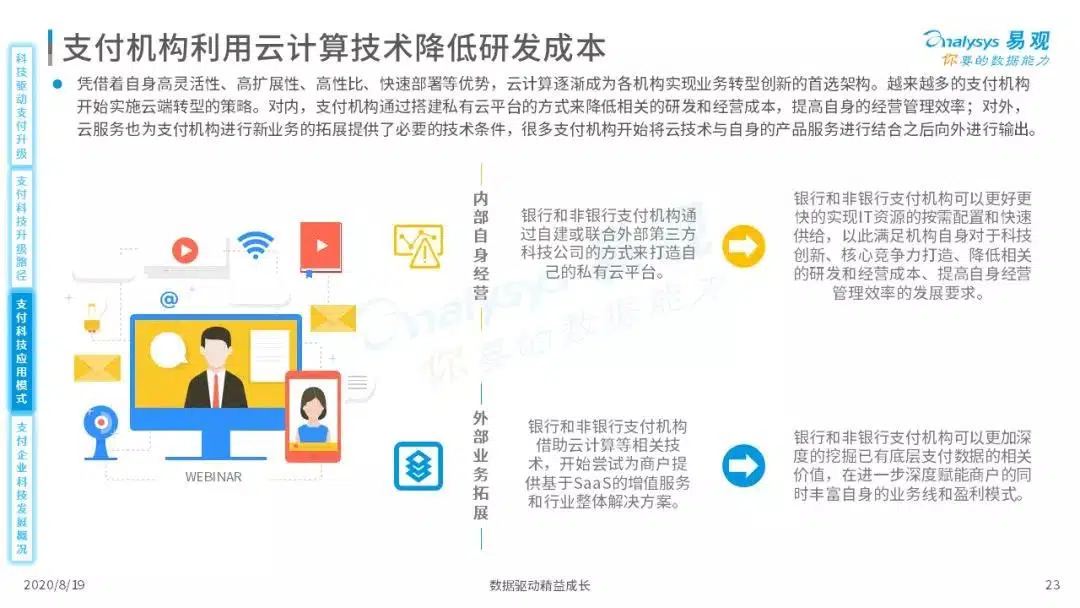 支付机构利用云计算技术降低研发成本
analysys 易观
你要的数据能力
凭借着自身高灵活性、高扩展性、高性比、快速部署等优势，云计算逐渐成为各机构实现业务转型创新的首选架构。越来越多的支付机构
开始实施云端转型的策略。对内，支付机构通过搭建私有云平台的方式来降低相关的研发和经营成本，提高自身的经营管理效率；对外，
云服务也为支付机构进行新业务的拓展提供了必要的技术条件，很多支付机构开始将云技术与自身的产品服务进行结合之后向外进行输出。
科技驱动支付升级
支付科技升级路径
支付科技应用模式
支付企业科技发展概况
@
WEBINAR
内部自身经营
银行和非银行支付机构通
过自建或联合外部第三方
科技公司的方式来打造自
己的私有云平台。
银行和非银行支付机构可以更好更
快的实现IT资源的按需配置和快速
供给，以此满足机构自身对于科技
创新、核心竞争力打造、降低相关
的研发和经营成本、提高自身经营
管理效率的发展要求。
analysys 易观
你要的数据能力
外部业务拓展
银行和非银行支付机构
借助云计算等相关技
术，开始尝试为商户提
供基于SaaS的增值服务
和行业整体解决方案。
银行和非银行支付机构可以更加深
度的挖掘已有底层支付数据的相关
价值，在进一步深度赋能商户的同
时丰富自身的业务线和盈利模式。
2020/8/19
数据驱动精益成长
23